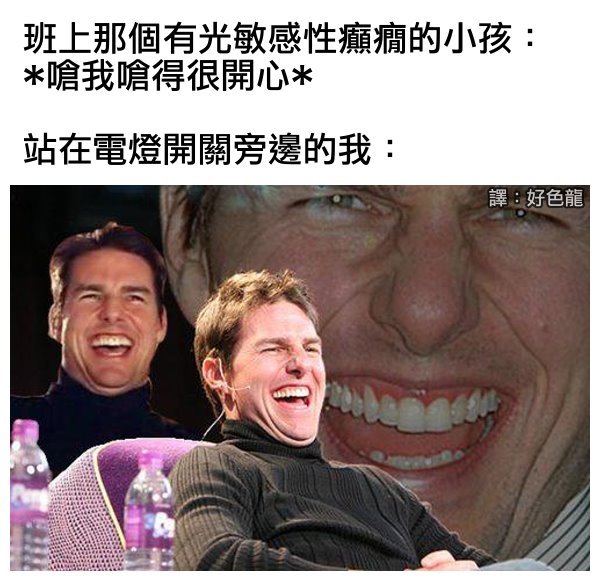 班上那個有光敏感性癲癇的小孩：
*嗆我嗆得很開心*
站在電燈開關旁邊的我：
譯：好色龍